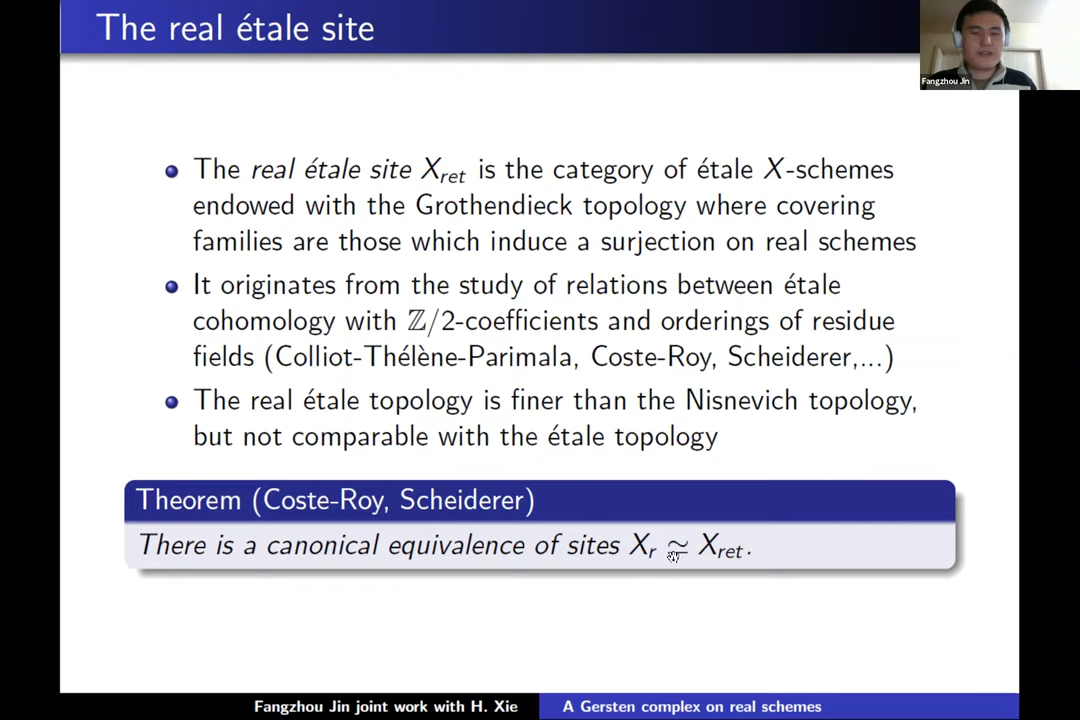 The real étale site
Fangzhou Jin
The real étale site X_ret is the category of étale X-schemes
endowed with the Grothendieck topology where covering
families are those which induce a surjection on real schemes
It originates from the study of relations between étale
cohomology with ℤ/2-coefficients and orderings of residue
fields (Colliot-Thélène-Parimala, Coste-Roy, Scheiderer,...)
The real étale topology is finer than the Nisnevich topology,
but not comparable with the étale topology
Theorem (Coste-Roy, Scheiderer)
There is a canonical equivalence of sites X_r ≃ X_ret.
Fangzhou Jin joint work with H. Xie
A Gersten complex on real schemes